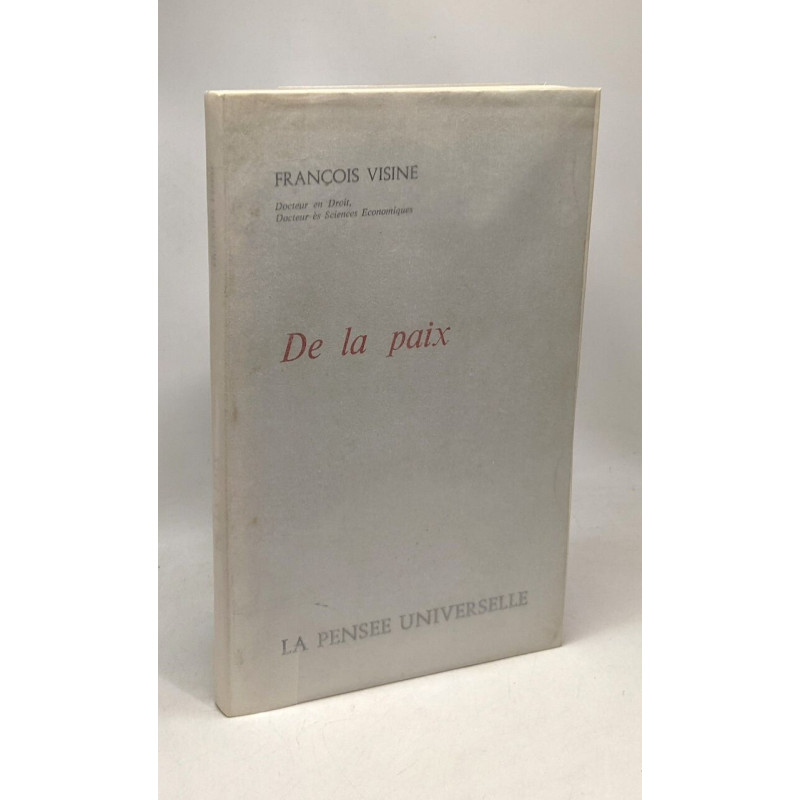 FRANÇOIS VISINE
Docteur en Droit,
Docteur ès Sciences Economiques
De la paix
LA PENSEE UNIVERSELLE